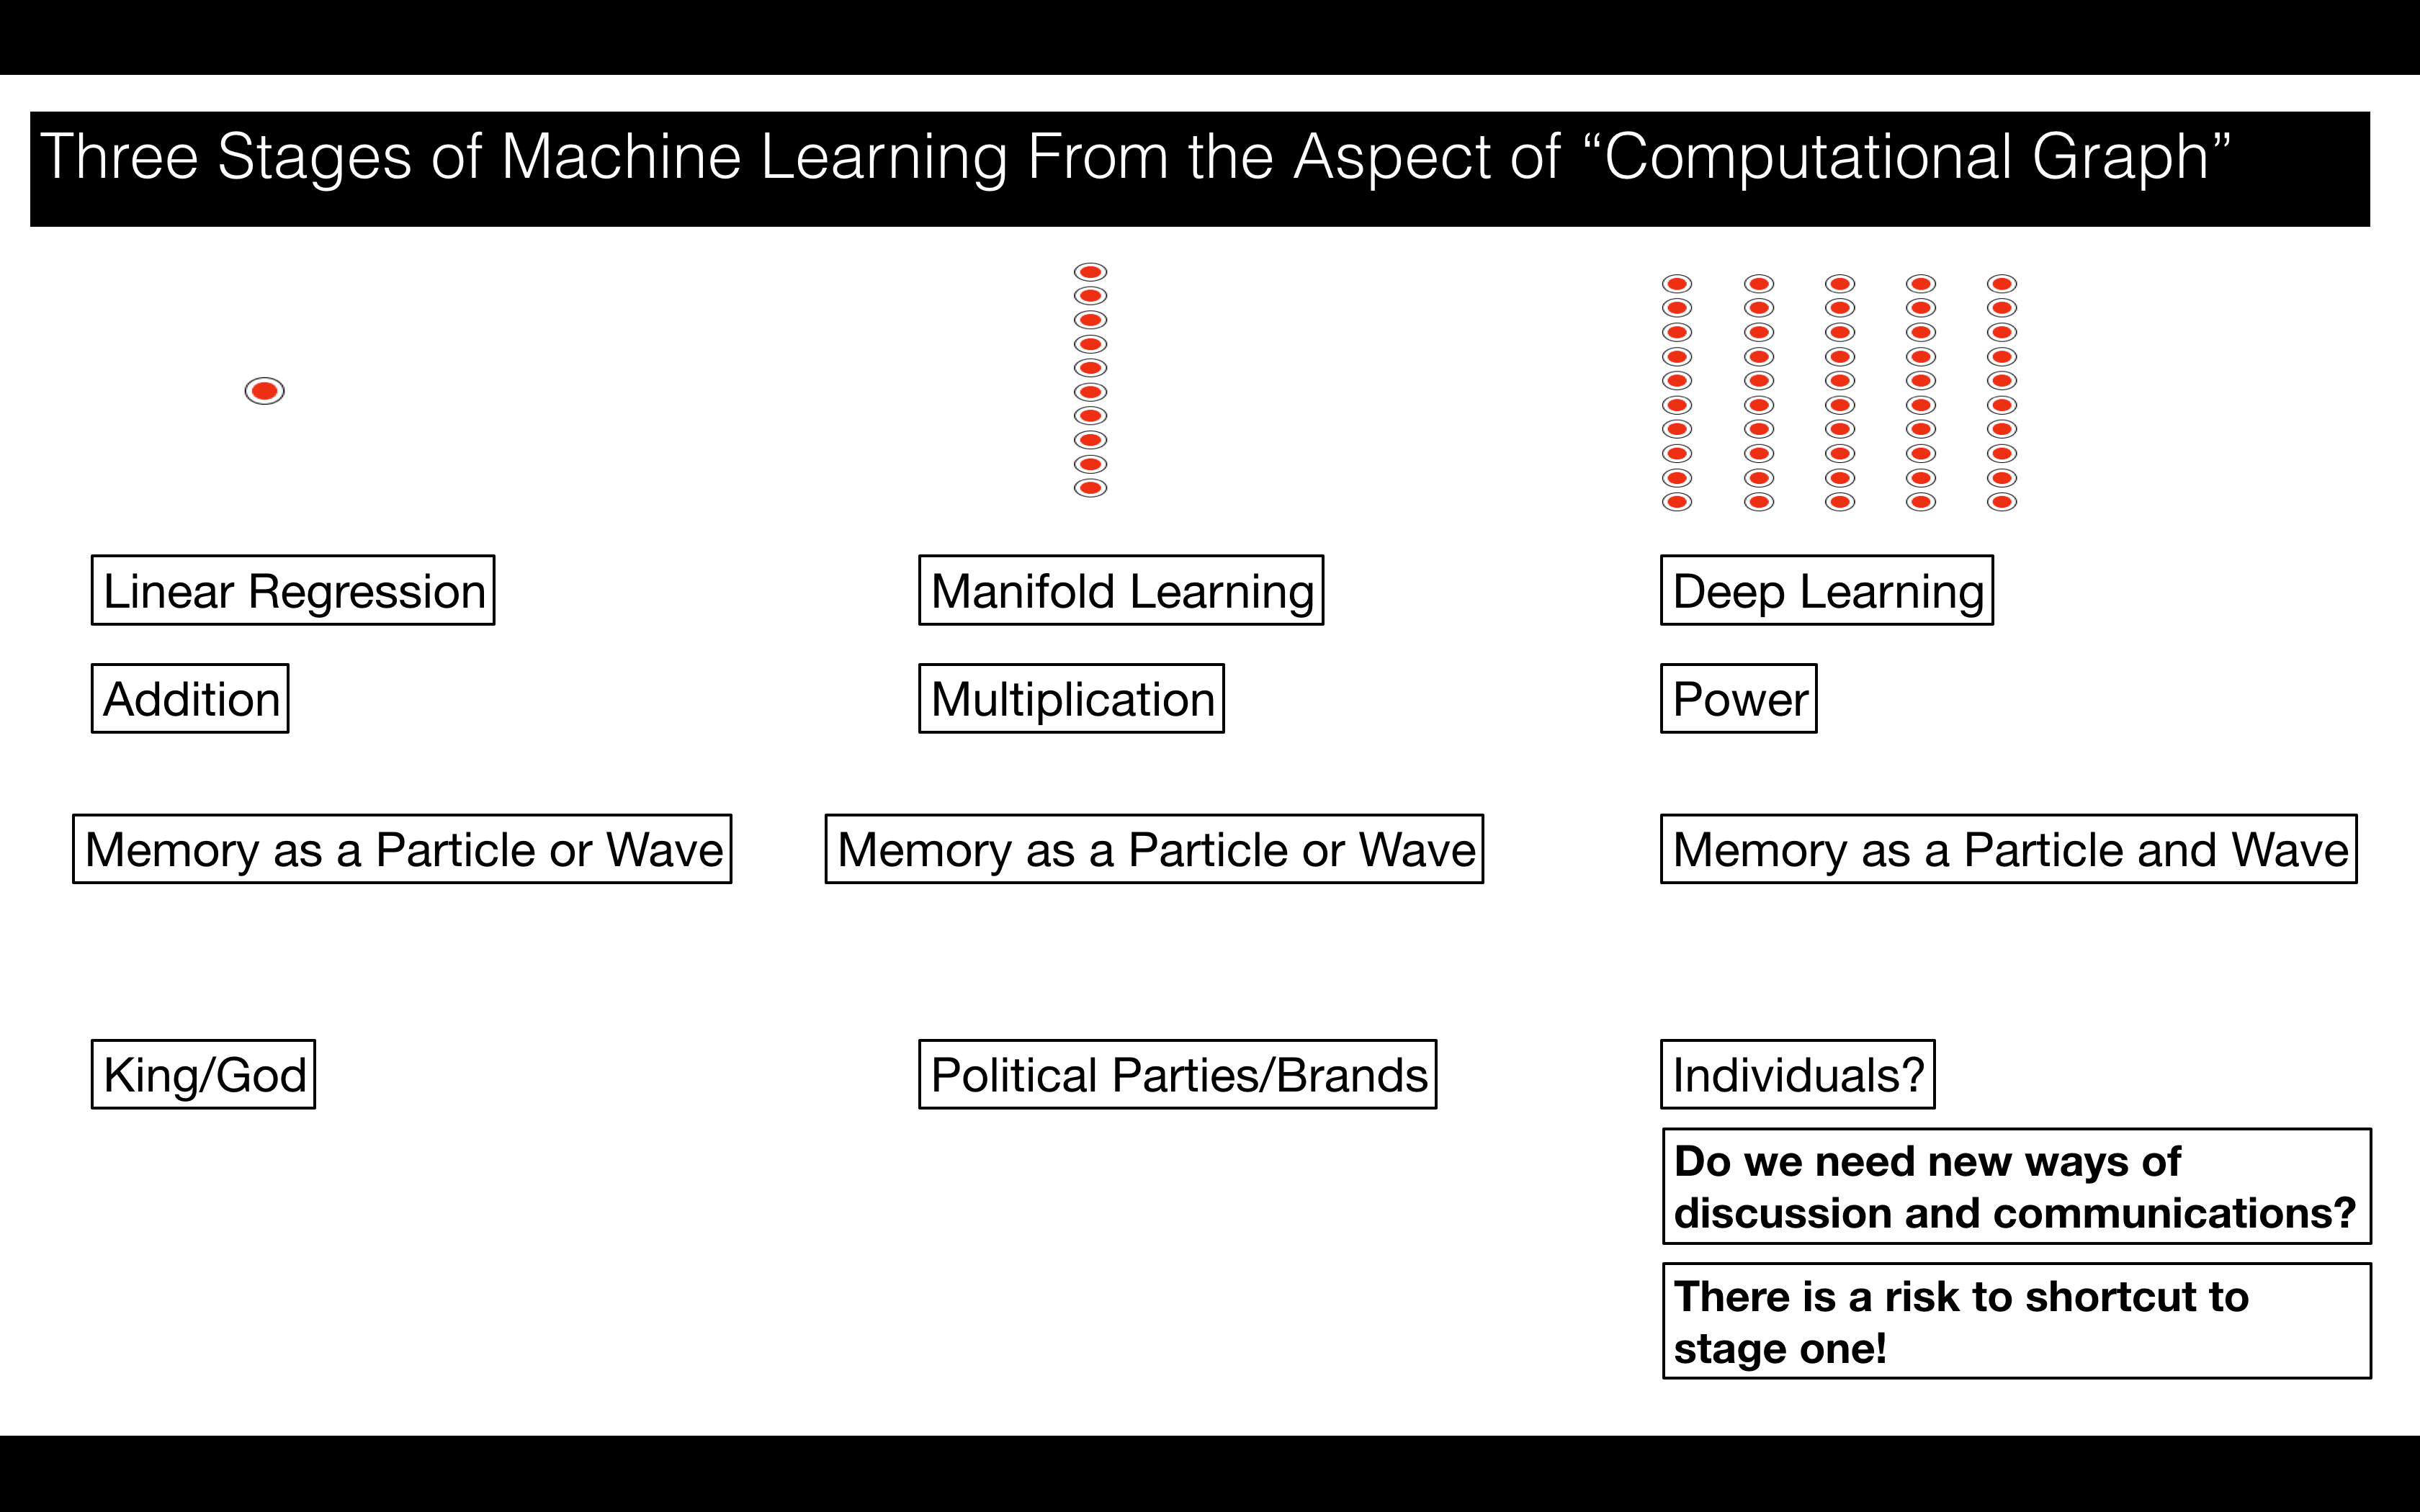 Three Stages of Machine Learning From the Aspect of “Computational Graph”
Linear Regression
Manifold Learning
Deep Learning
Addition
Multiplication
Power
Memory as a Particle or Wave
Memory as a Particle or Wave
Memory as a Particle and Wave
King/God
Political Parties/Brands
Individuals?
Do we need new ways of
discussion and communications?
There is a risk to shortcut to
stage one!